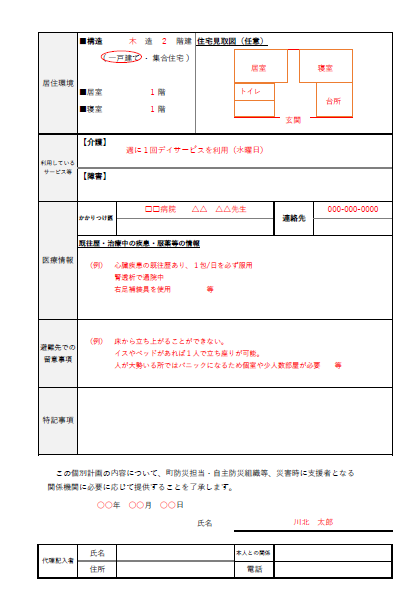 居住環境
■構造 木 造 2 階建
(一戸建て ・ 集合住宅 )
■居室 1 階
■寝室 1 階
住宅見取図（任意）
居室
寝室
トイレ
台所
玄関
利用している
サービス等
【介護】
週に１回デイサービスを利用（水曜日）
【障害】
医療情報
かかりつけ医
□□病院 △△ △△先生
連絡先
000-000-0000
既往歴・治療中の疾患・服薬等の情報
（例） 心臓疾患の既往歴あり、１包/日を必ず服用
腎透析で通院中
右足補装具を使用 等
避難先での
留意事項
（例） 床から立ち上がることができない。
イスやベッドがあれば１人で立ち座りが可能。
人が大勢いる所ではパニックになるため個室や少人数部屋が必要 等
特記事項
この個別計画の内容について、町防災担当・自主防災組織等、災害時に支援者となる
関係機関に必要に応じて提供することを了承します。
○○年 ○○月 ○○日
氏名 川北 太郎
代理記入者
氏名
本人との関係
住所
電話